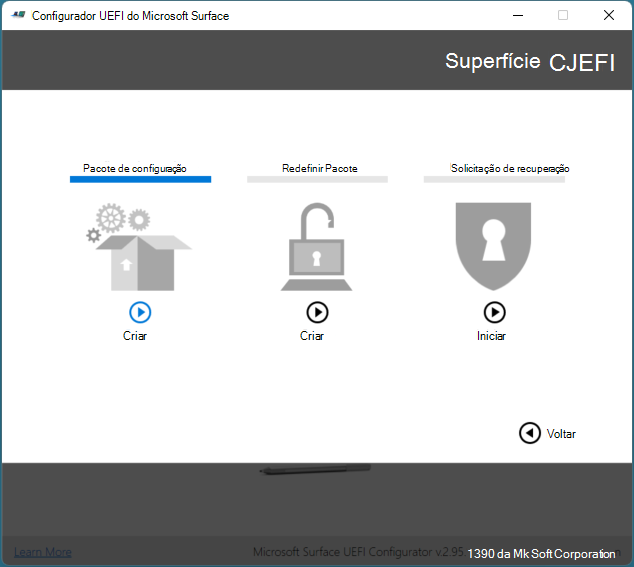 Configurador UEFI do Microsoft Surface
Superfície CJEFI
Pacote de configuração
Redefinir Pacote
Solicitação de recuperação
Criar
Criar
Iniciar
Voltar
Learn More
Microsoft Surface UEFI Configurator v2.95 1390 da Mk Soft Corporation